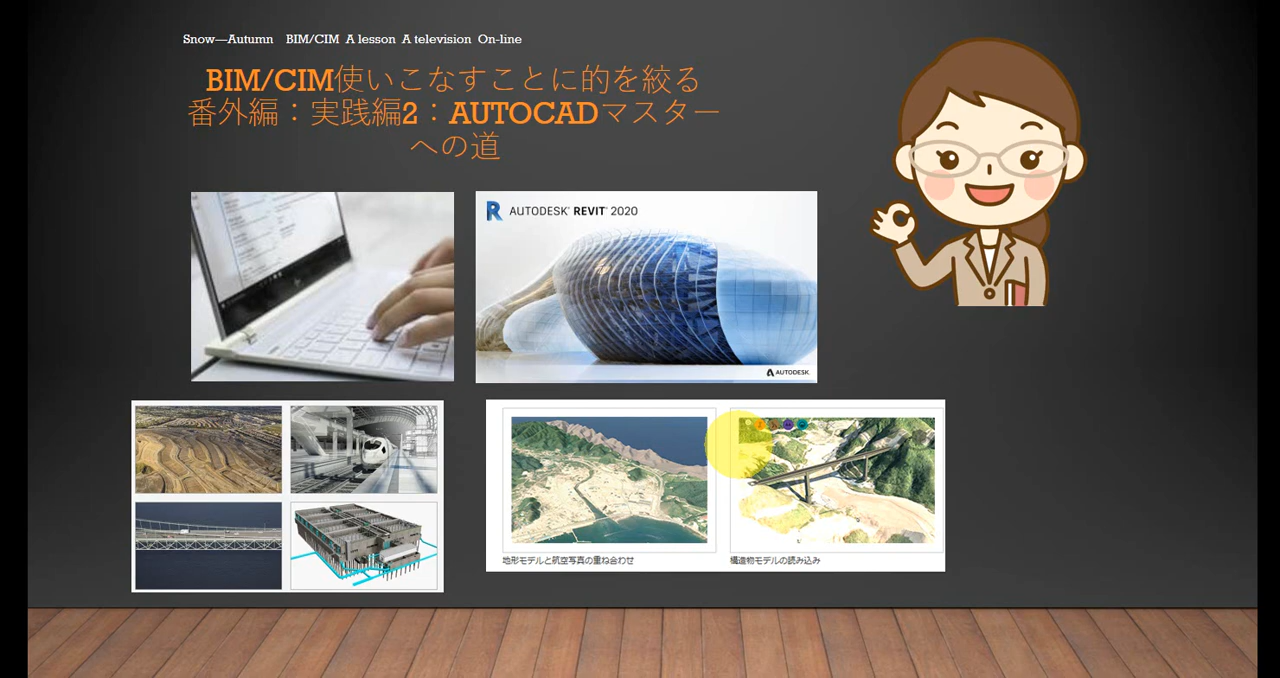 Snow—Autumn BIM/CIM A lesson A television On-line
BIM/CIM使いこなすことに的を絞る
番外編：実践編2：AUTOCADマスター
への道
AUTODESK® REVIT® 2020
AUTODESK
地形モデルと航空写真の重ね合わせ
構造物モデルの読み込み